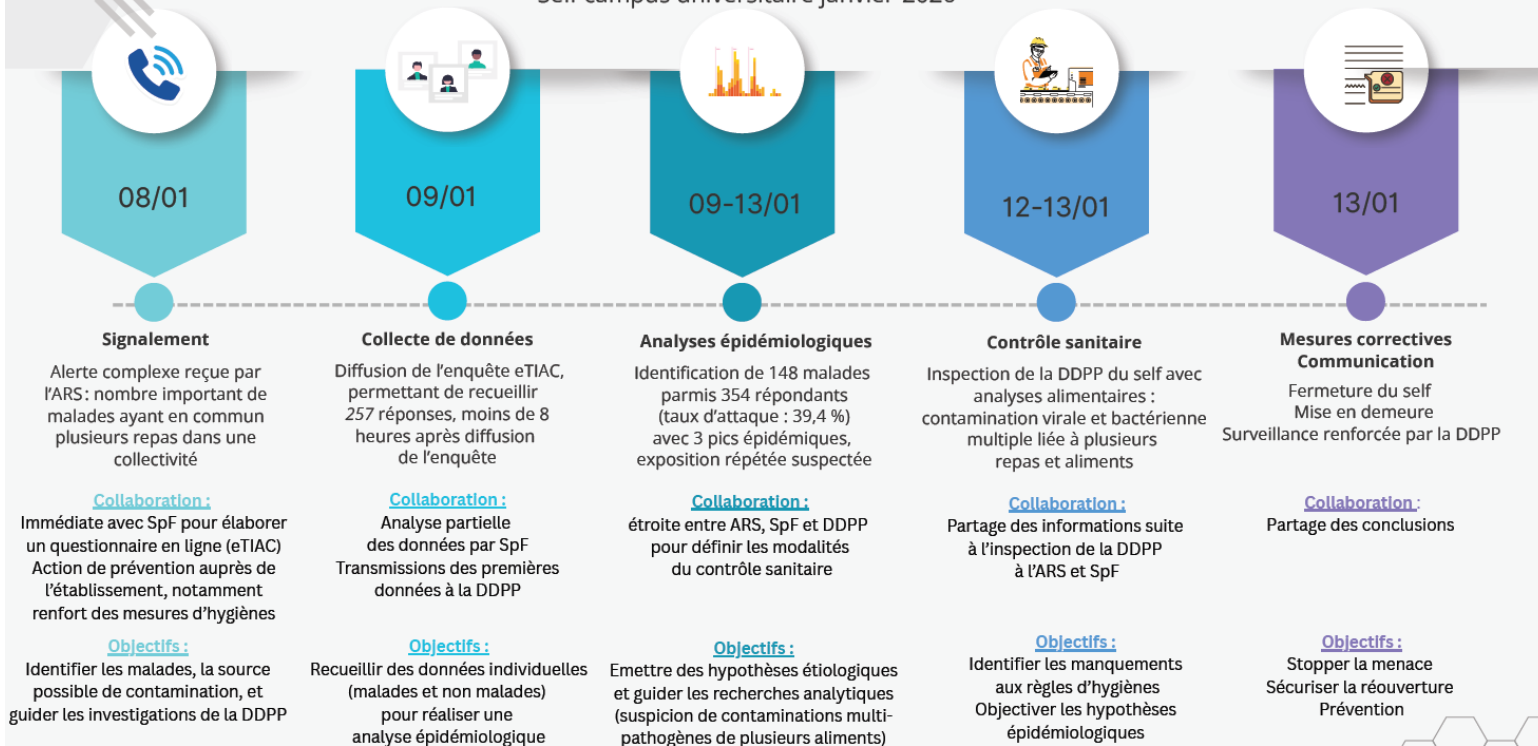 Self campus universitaire janvier 2026
08/01
Signalement
Alerte complexe reçue par
l'ARS: nombre important de
malades ayant en commun
plusieurs repas dans une
collectivité
Collaboration :
Immédiate avec SpF pour élaborer
un questionnaire en ligne (eTIAC)
Action de prévention auprès de
l'établissement, notamment
renfort des mesures d'hygiènes
Objectifs :
Identifier les malades, la source
possible de contamination, et
guider les investigations de la DDPP
09/01
Collecte de données
Diffusion de l'enquête eTIAC,
permettant de recueillir
257 réponses, moins de 8
heures après diffusion
de l'enquête
Collaboration :
Analyse partielle
des données par SpF
Transmissions des premières
données à la DDPP
Objectifs :
Recueillir des données individuelles
(malades et non malades)
pour réaliser une
analyse épidémiologique
09-13/01
Analyses épidémiologiques
Identification de 148 malades
parmis 354 répondants
(taux d'attaque : 39,4 %)
avec 3 pics épidémiques,
exposition répétée suspectée
Collaboration :
étroite entre ARS, SpF et DDPP
pour définir les modalités
du contrôle sanitaire
Objectifs :
Emettre des hypothèses étiologiques
et guider les recherches analytiques
(suspicion de contaminations multi-
pathogènes de plusieurs aliments)
12-13/01
Contrôle sanitaire
Inspection de la DDPP du self avec
analyses alimentaires :
contamination virale et bactérienne
multiple liée à plusieurs
repas et aliments
Collaboration :
Partage des informations suite
à l'inspection de la DDPP
à l'ARS et SpF
Objectifs :
Identifier les manquements
aux règles d'hygiènes
Objectiver les hypothèses
épidémiologiques
13/01
Mesures correctives
Communication
Fermeture du self
Mise en demeure
Surveillance renforcée par la DDPP
Collaboration :
Partage des conclusions
Objectifs :
Stopper la menace
Sécuriser la réouverture
Prévention